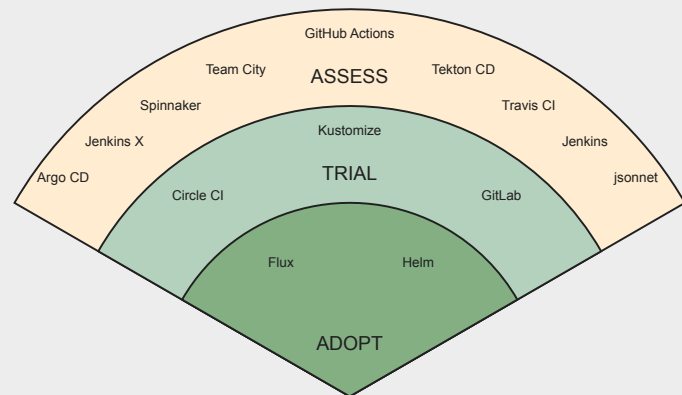 GitHub Actions
Team City
Tekton CD
ASSESS
Spinnaker
Travis CI
Kustomize
Jenkins X
Jenkins
TRIAL
Argo CD
jsonnet
Circle CI
GitLab
Flux
Helm
ADOPT